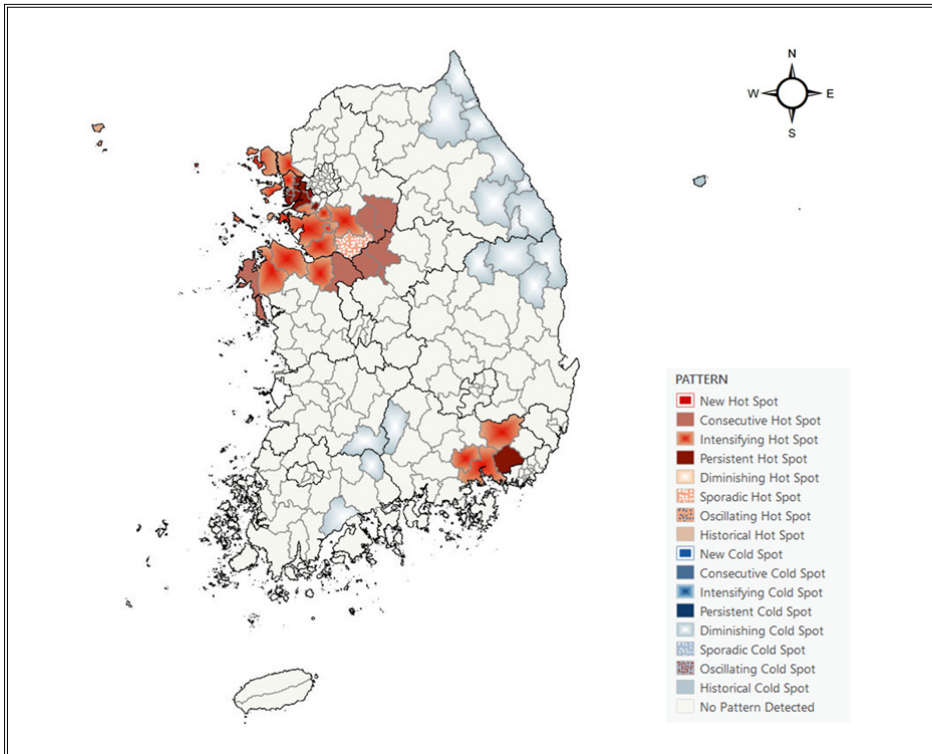 N
W E
S
PATTERN
New Hot Spot
Consecutive Hot Spot
Intensifying Hot Spot
Persistent Hot Spot
Diminishing Hot Spot
Sporadic Hot Spot
Oscillating Hot Spot
Historical Hot Spot
New Cold Spot
Consecutive Cold Spot
Intensifying Cold Spot
Persistent Cold Spot
Diminishing Cold Spot
Sporadic Cold Spot
Oscillating Cold Spot
Historical Cold Spot
No Pattern Detected